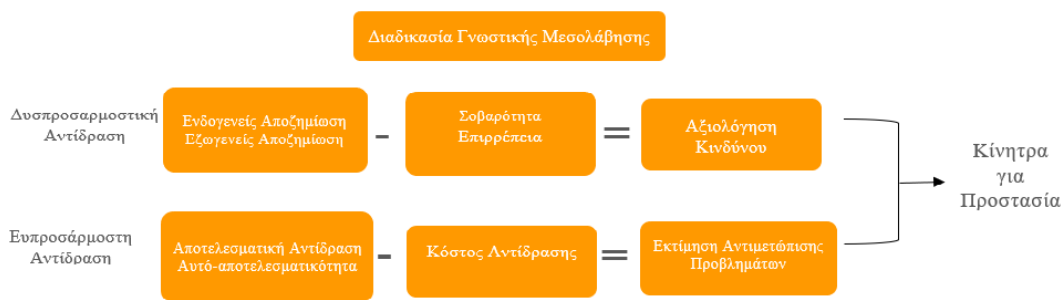 Διαδικασία Γνωστικής Μεσολάβησης
Δυσπροσαρμοστική
Αντίδραση
Ενδογενείς Αποζημίωση
Εζωγενείς Αποζημίωση
-
Σοβαρότητα
Επιρρέπεια
=
Αξιολόγηση
Κινδύνου
Κίνητρα
για
Προστασία
Ευπροσάρμοστη
Αντίδραση
Αποτελεσματική Αντίδραση
Αυτό-αποτελεσματικότητα
-
Κόστος Αντίδρασης
=
Εκτίμηση Αντιμετώπισης
Προβλημάτων